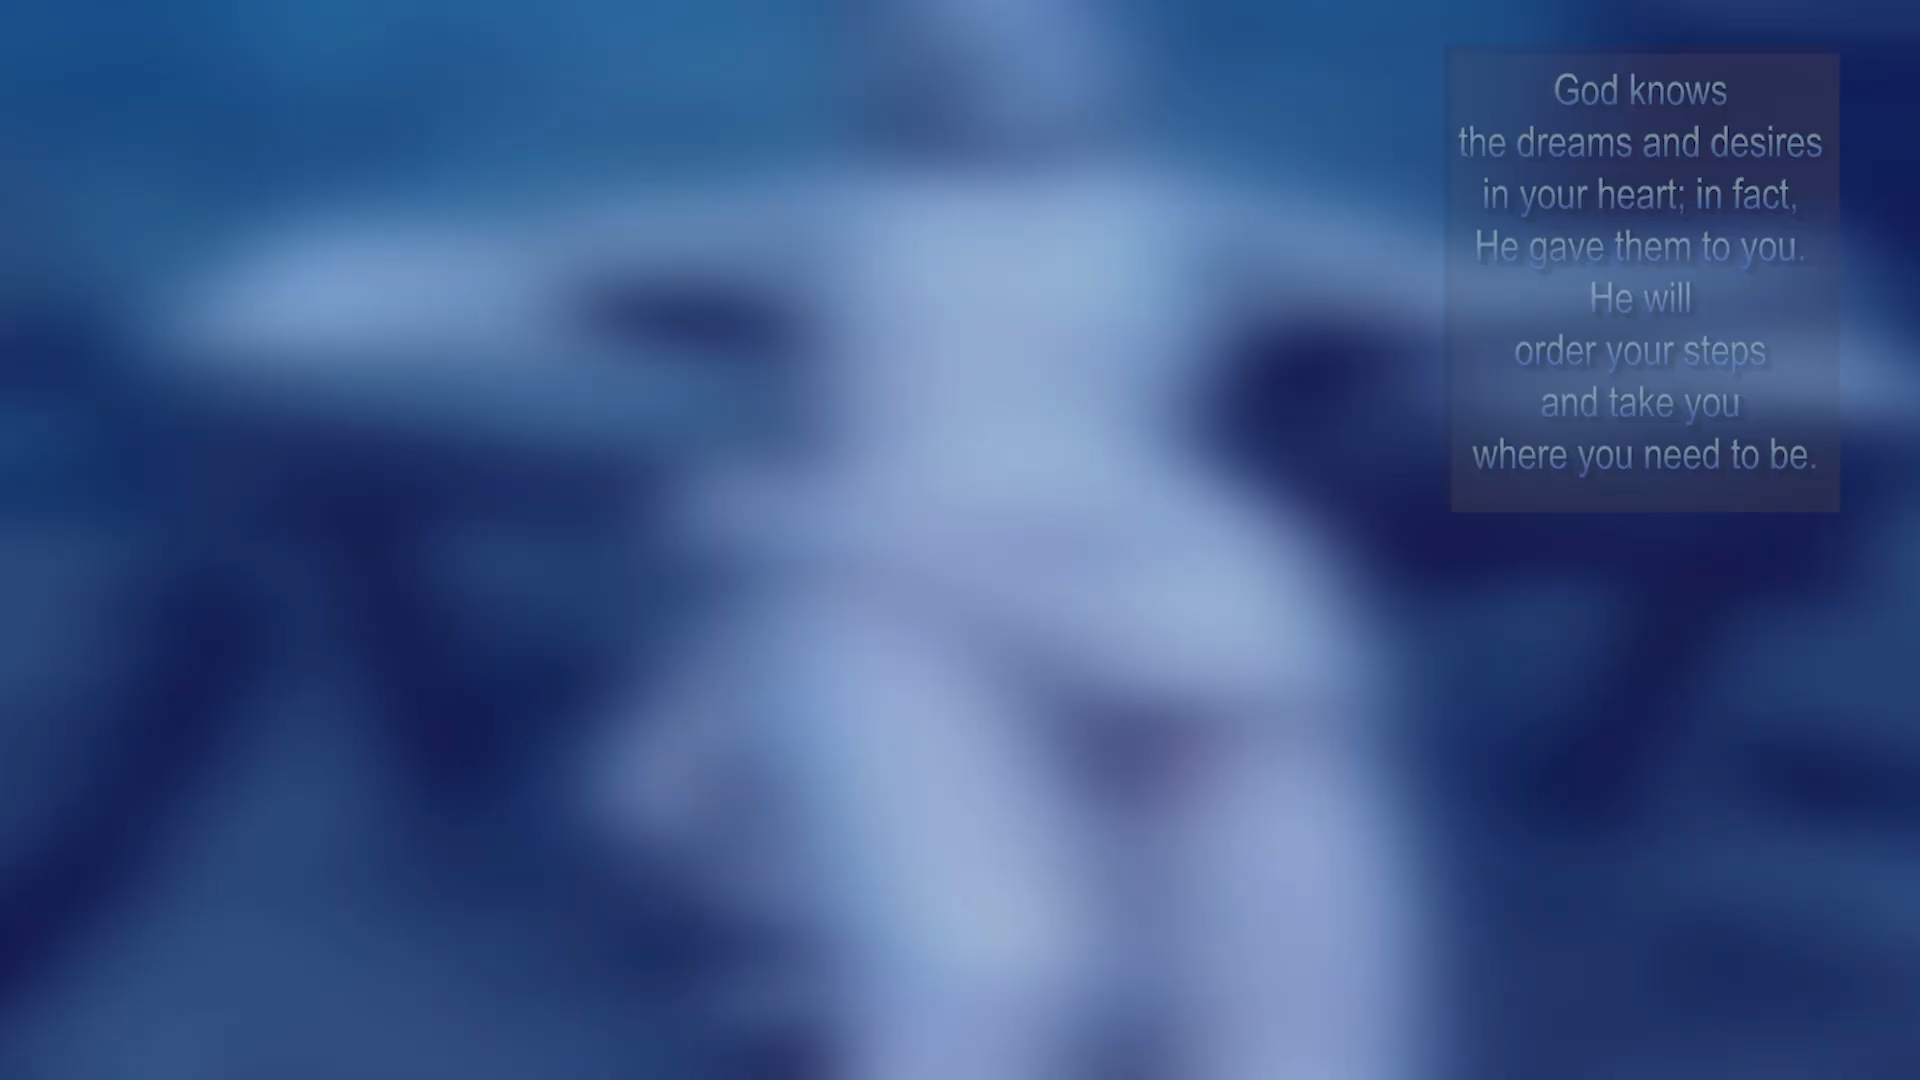 God knows
the dreams and desires
in your heart; in fact,
He gave them to you.
He will
order your steps
and take you
where you need to be.